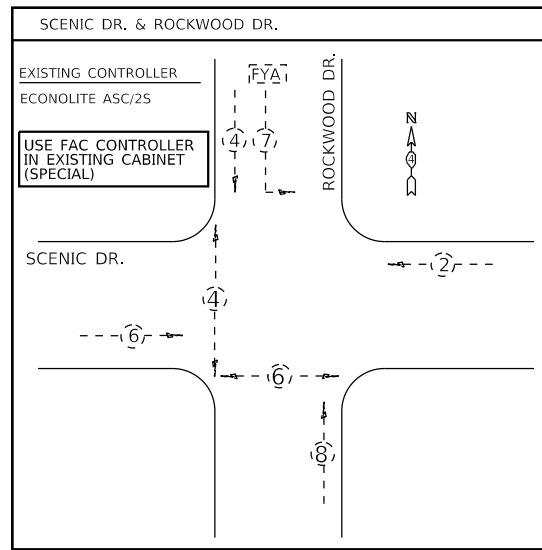 SCENIC DR. & ROCKWOOD DR.
EXISTING CONTROLLER
ECONOLITE ASC/2S
USE FAC CONTROLLER
IN EXISTING CABINET
(SPECIAL)
FYA
4
7
ROCKWOOD DR.
N
4
SCENIC DR.
2
4
6
6
8